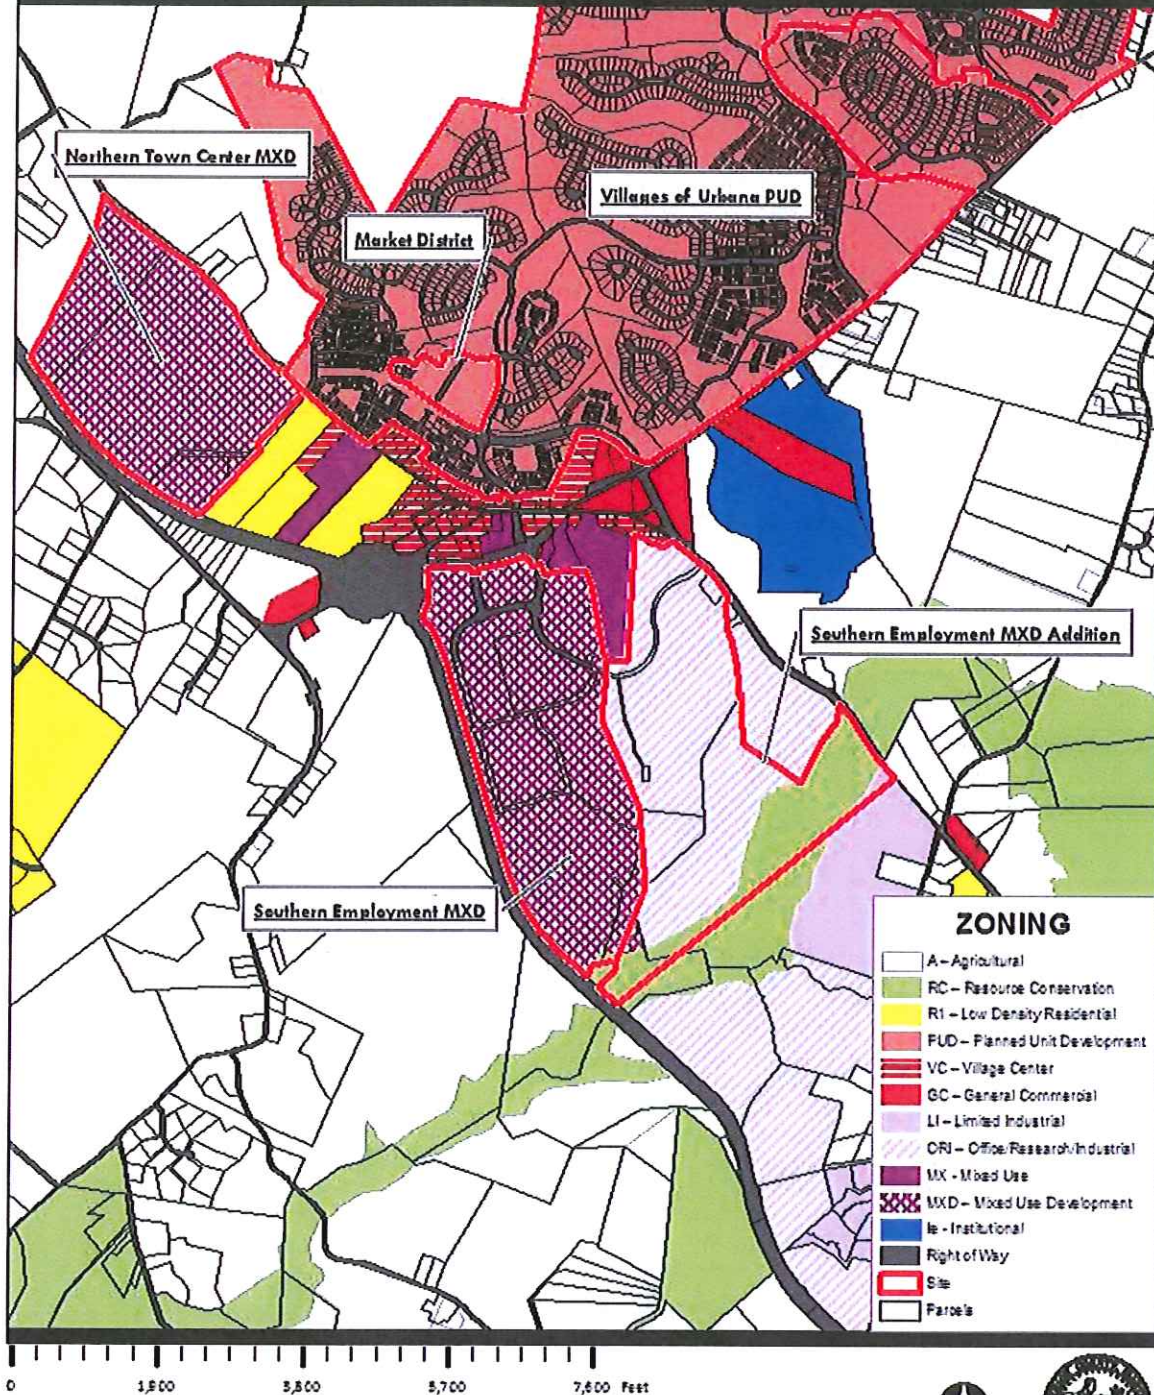 Northern Town Center MXD
Villages of Urbana PUD
Market District
Southern Employment MXD Addition
Southern Employment MXD
ZONING
A – Agricultural
RC – Resource Conservation
R1 – Low Density Residential
PUD – Planned Unit Development
VC – Village Center
GC – General Commercial
LI – Limited Industrial
ORI – Office/Research/Industrial
MX - Mixed Use
MXD – Mixed Use Development
Ie - Institutional
Right of Way
Site
Parcels
0 1,900 3,800 5,700 7,600 Feet